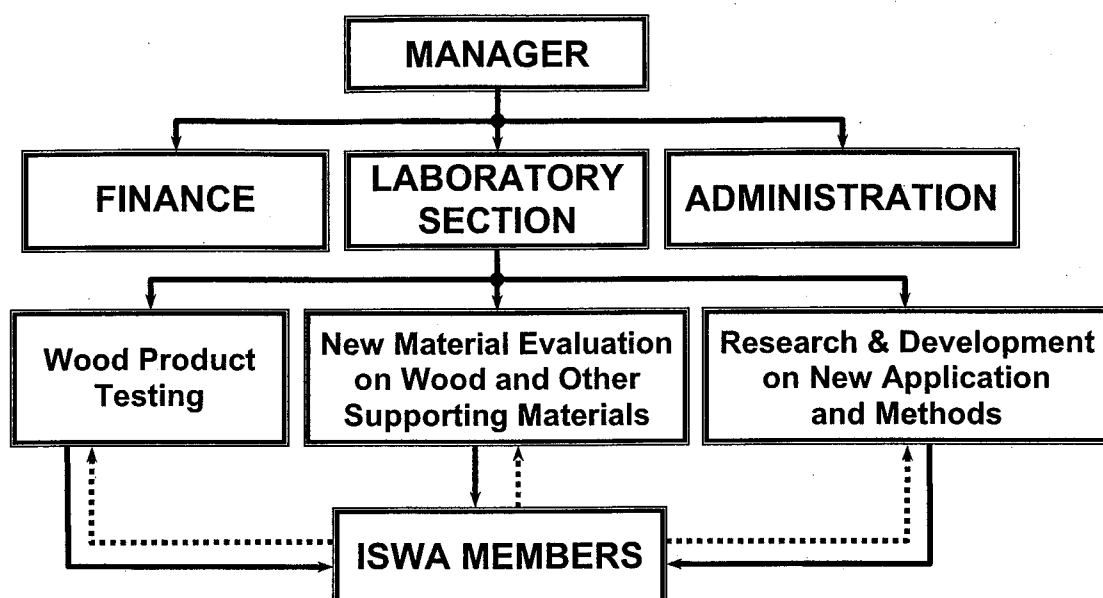 MANAGER
FINANCE
LABORATORY
SECTION
ADMINISTRATION
Wood Product
Testing
New Material Evaluation
on Wood and Other
Supporting Materials
Research & Development
on New Application
and Methods
ISWA MEMBERS